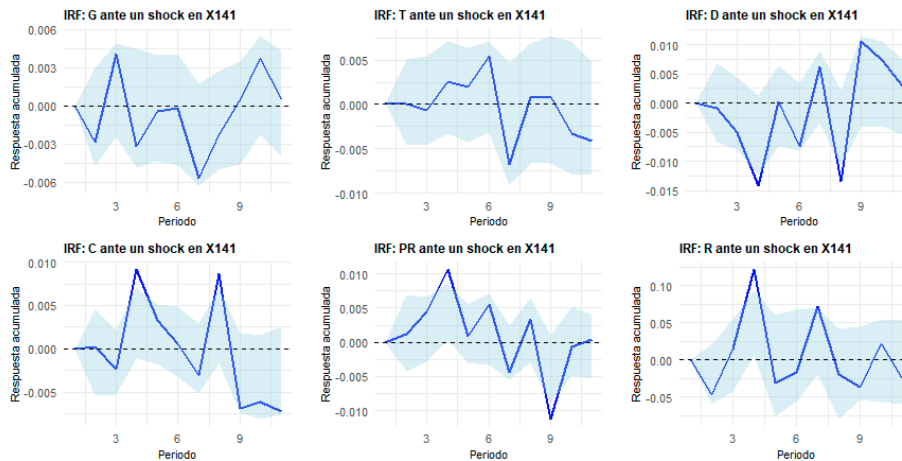 IRF: G ante un shock en X141
Respuesta acumulada
0.006
0.003
0.000
-0.003
-0.006
3
6
9
Periodo
IRF: T ante un shock en X141
Respuesta acumulada
0.005
0.000
-0.005
-0.010
3
6
9
Periodo
IRF: D ante un shock en X141
Respuesta acumulada
0.010
0.005
0.000
-0.005
-0.010
-0.015
3
6
9
Periodo
IRF: C ante un shock en X141
Respuesta acumulada
0.010
0.005
0.000
-0.005
3
6
9
Periodo
IRF: PR ante un shock en X141
Respuesta acumulada
0.010
0.005
0.000
-0.005
-0.010
3
6
9
Periodo
IRF: R ante un shock en X141
Respuesta acumulada
0.10
0.05
0.00
-0.05
3
6
9
Periodo